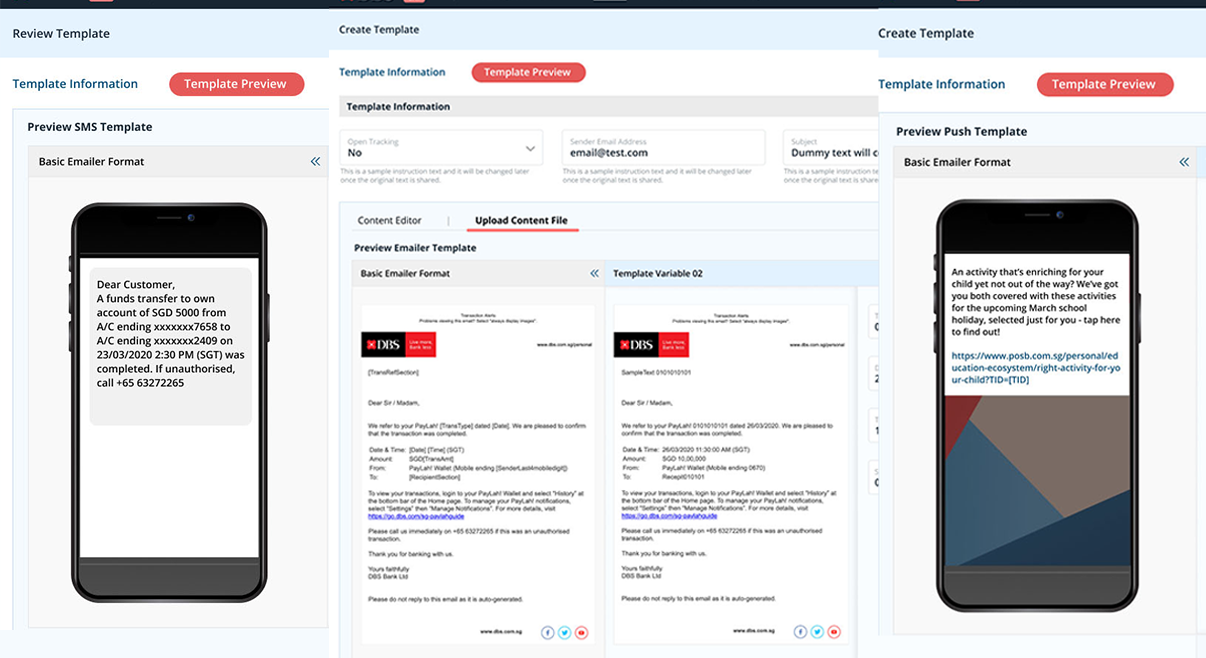 Review Template
Template Information
Template Preview
Preview SMS Template
Basic Emailer Format
Dear Customer,
A funds transfer to own
account of SGD 5000 from
A/C ending xxxxxxx7658 to
A/C ending xxxxxxx2409 on
23/03/2020 2:30 PM (SGT) was
completed. If unauthorised,
call +65 63272265
Create Template
Template Information
Template Preview
Template Information
Open Tracking
No
This is a sample instruction text and it will be changed later
once the original text is shared.
Sender Email Address
email@test.com
This is a sample instruction text and it will be changed later
once the original text is shared.
Subject
Dummy text will c
This is a sample instruction te
once the original text is share
Content Editor | Upload Content File
Preview Emailer Template
Basic Emailer Format
Transaction Alerts
Problems viewing this email? Select "always display images".
DBS
Live more,
Bank less
www.dbs.com.sg/personal
[TransRefSection]
Dear Sir / Madam,
We refer to your PayLah! [TransType] dated [Date]. We are pleased to confirm
that the transaction was completed.
Date & Time: [Date] [Time] (SGT)
Amount: SGD[TransAmt]
From: PayLah! Wallet (Mobile ending [SenderLast4mobiledigit])
To: [RecipientSection]
To view your transactions, login to your PayLah! Wallet and select "History" at
the bottom bar of the Home page. To manage your PayLah! notifications,
select "Settings" then "Manage Notifications". For more details, visit
https://go.dbs.com/sg-paylahguide
Please call us immediately on +65 63272265 if this was an unauthorised
transaction.
Thank you for banking with us.
Yours faithfully
DBS Bank Ltd
Please do not reply to this email as it is auto-generated.
www.dbs.com.sg
Template Variable 02
Transaction Alerts
Problems viewing this email? Select "always display images".
DBS
Live more,
Bank less
www.dbs.com.sg/personal
SampleText 0101010101
Dear Sir / Madam,
We refer to your PayLah! 0101010101 dated 26/03/2020. We are pleased to
confirm that the transaction was completed.
Date & Time: 26/03/2020 11:30:00 AM (SGT)
Amount: SGD 10,00,000
From: PayLah! Wallet (Mobile ending 0670)
To: Recept010101
To view your transactions, login to your PayLah! Wallet and select "History" at
the bottom bar of the Home page. To manage your PayLah! notifications,
select "Settings" then "Manage Notifications". For more details, visit
https://go.dbs.com/sg-paylahguide
Please call us immediately on +65 63272265 if this was an unauthorised
transaction.
Thank you for banking with us.
Yours faithfully
DBS Bank Ltd
Please do not reply to this email as it is auto-generated.
www.dbs.com.sg
Create Template
Template Information
Template Preview
Preview Push Template
Basic Emailer Format
An activity that's enriching for your
child yet not out of the way? We've got
you both covered with these activities
for the upcoming March school
holiday, selected just for you - tap here
to find out!
https://www.posb.com.sg/personal/ed
ucation-ecosystem/right-activity-for-yo
ur-child?TID=[TID]